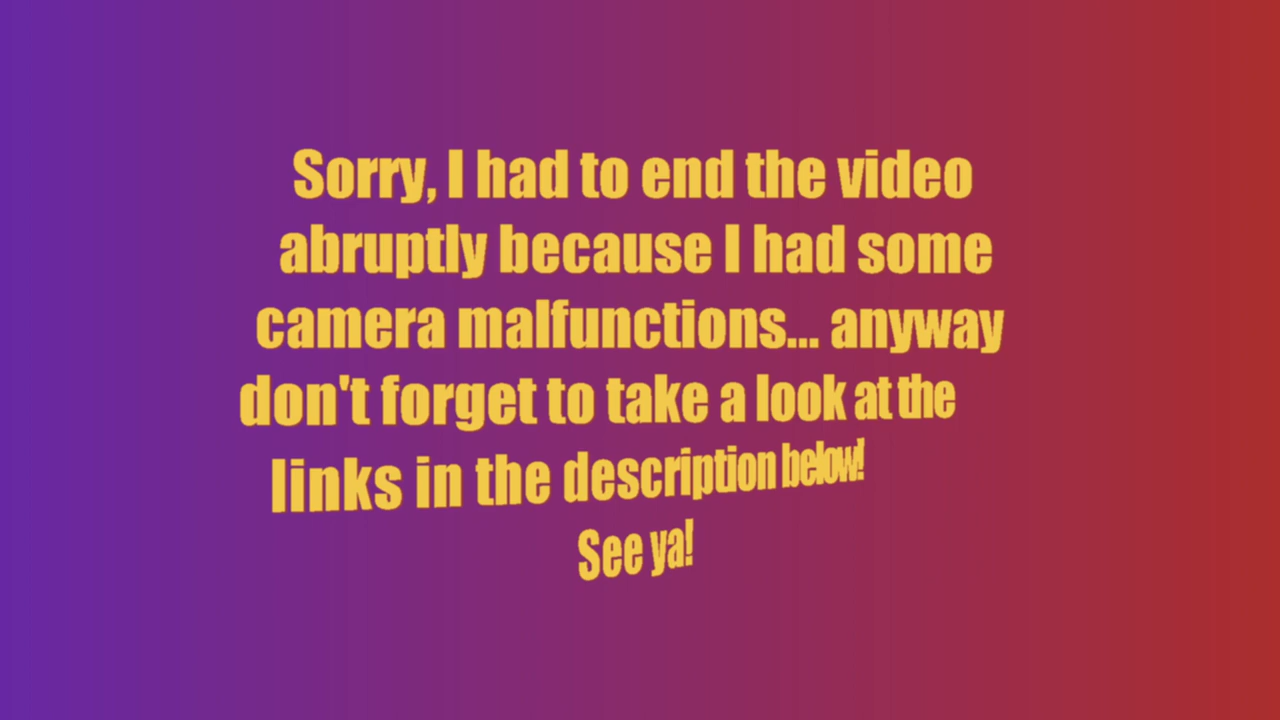 Sorry, I had to end the video
abruptly because I had some
camera malfunctions... anyway
don't forget to take a look at the
links in the description below!
See ya!